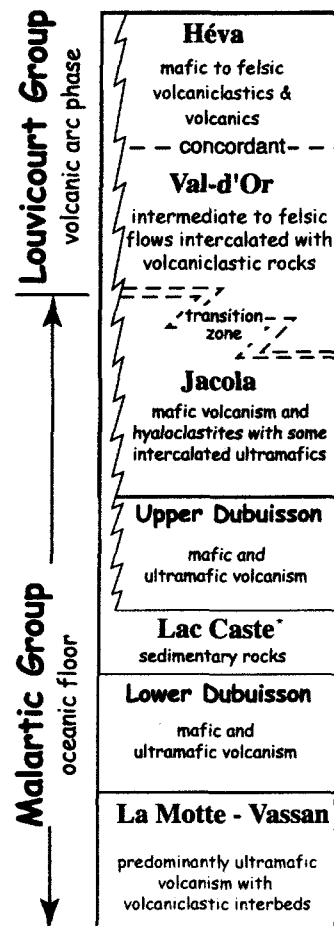 Louvicourt Group
volcanic arc phase
Malartic Group
oceanic floor
Héva
mafic to felsic
volcaniclastics &
volcanics
concordant
Val-d'Or
intermediate to felsic
flows intercalated with
volcaniclastic rocks
transition
zone
Jacola
mafic volcanism and
hyaloclastites with some
intercalated ultramafics
Upper Dubuisson
mafic and
ultramafic volcanism
Lac Caste*
sedimentary rocks
Lower Dubuisson
mafic and
ultramafic volcanism
La Motte - Vassan
predominantly ultramafic
volcanism with
volcaniclastic interbeds